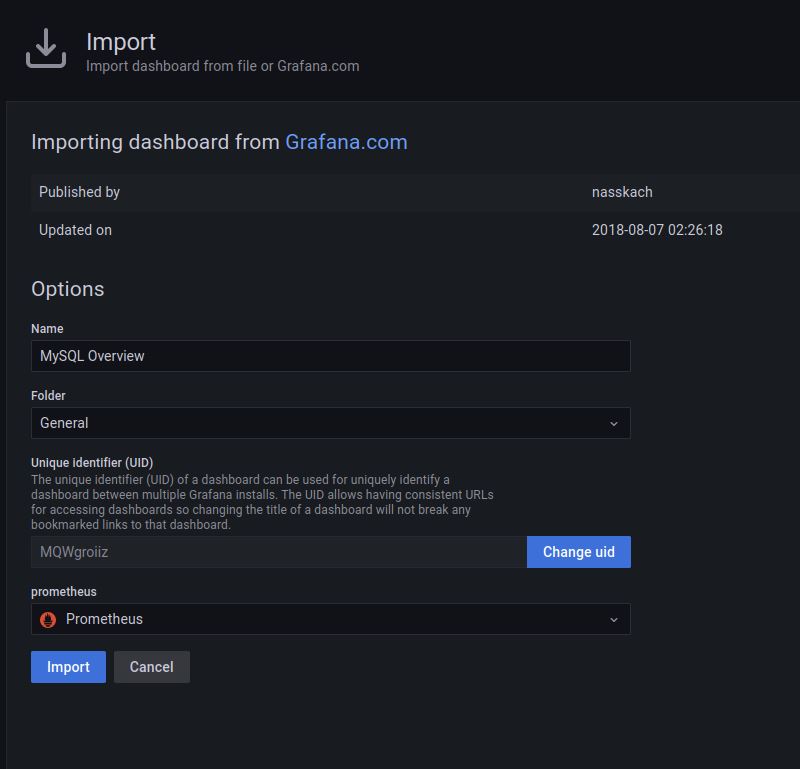 Import
Import dashboard from file or Grafana.com
Importing dashboard from Grafana.com
Published by nasskach
Updated on 2018-08-07 02:26:18
Options
Name
MySQL Overview
Folder
General
Unique identifier (UID)
The unique identifier (UID) of a dashboard can be used for uniquely identify a
dashboard between multiple Grafana installs. The UID allows having consistent URLs
for accessing dashboards so changing the title of a dashboard will not break any
bookmarked links to that dashboard.
MQWgroiiz Change uid
prometheus
Prometheus
Import Cancel